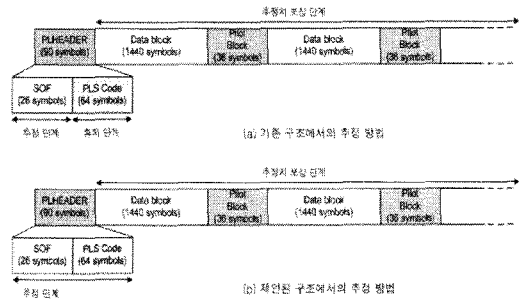 추정치 보상 단계
PLHEADER
(90 symbols)
Data block
(1440 symbols)
Pilot
Block
(36 symbols)
Data block
(1440 symbols)
Pilot
Block
(36 symbols)
SOF
(26 symbols)
PLS Code
(64 symbols)
추정 단계
단계
(a) 기존 구조에서의 추정 방법
추정치 보상 단계
PLHEADER
(90 symbols)
Data block
(1440 symbols)
Pilot
Block
(36 symbols)
Data block
(1440 symbols)
Pilot
Block
(36 symbols)
SOF
(26 symbols)
PLS Code
(64 symbols)
추정 단계
(b) 제안된 구조에서의 추정 방법